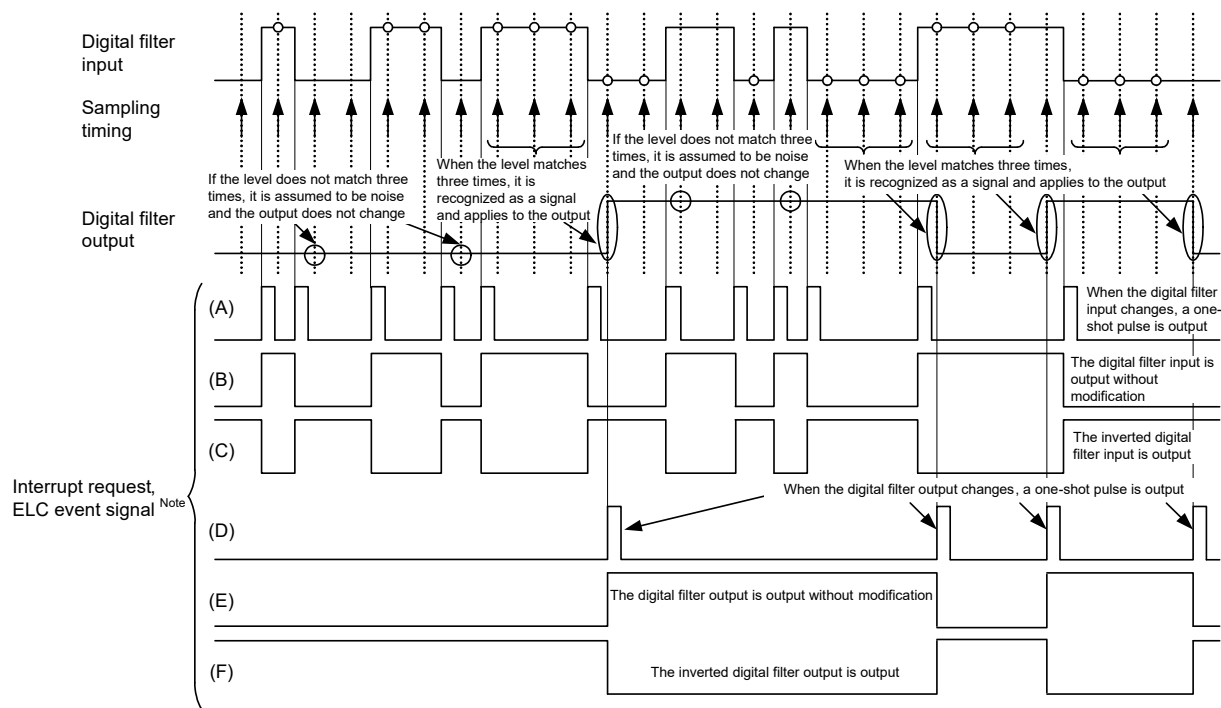 Digital filter
input
Sampling
timing
If the level does not match three
times, it is assumed to be noise
and the output does not change
When the level matches
three times, it is
recognized as a signal
and applies to the output
If the level does not match three
times, it is assumed to be noise
and the output does not change
When the level matches three times,
it is recognized as a signal and applies to the output
Digital filter
output
(A)
When the digital filter
input changes, a one-
shot pulse is output
(B)
The digital filter input is
output without
modification
(C)
The inverted digital
filter input is output
Interrupt request,
ELC event signal Note
When the digital filter output changes, a one-shot pulse is output
(D)
(E)
The digital filter output is output without modification
(F)
The inverted digital filter output is output